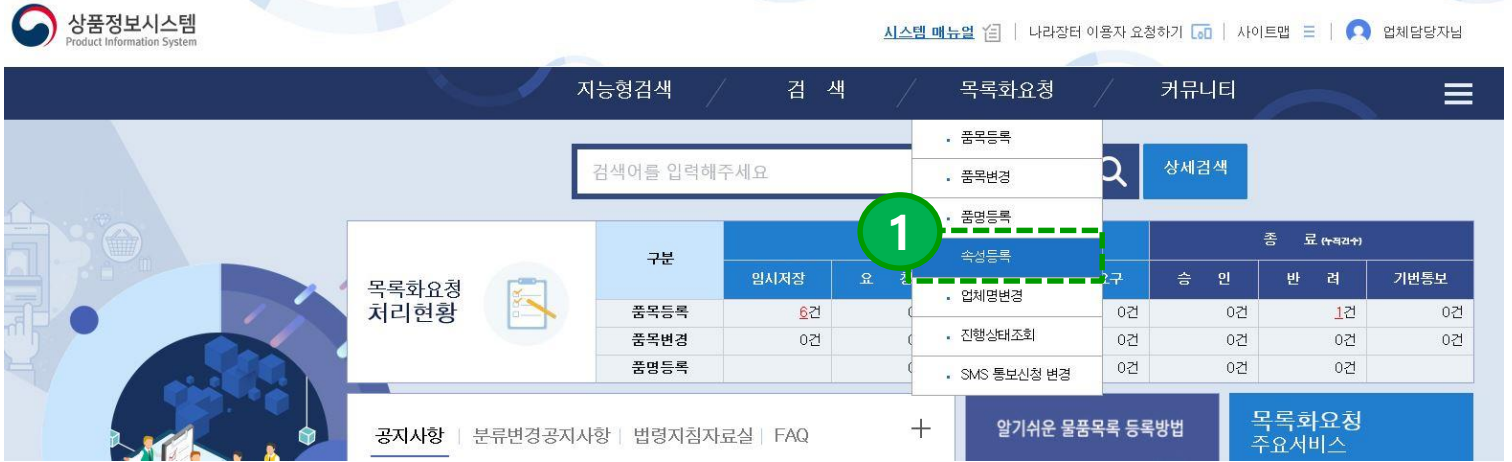 상품정보시스템
Product Information System
시스템 매뉴얼 | 나라장터 이용자 요청하기 | 사이트맵 | 업체담당자님
지능형검색 / 검 색 / 목록화요청 / 커뮤니티
품목등록
품목변경
품명등록
속성등록
업체명변경
진행상태조회
SMS 통보신청 변경
1
검색어를 입력해주세요
상세검색
목록화요청
처리현황
구분 종 료 (누적건수)
임시저장 요 승 인 반 려 기번통보
품목등록 6건 0건 0건 1건 0건
품목변경 0건 0건 0건 0건 0건
품명등록 0건 0건 0건
공지사항 | 분류변경공지사항 | 법령지침자료실 | FAQ
알기쉬운 물품목록 등록방법
목록화요청
주요서비스